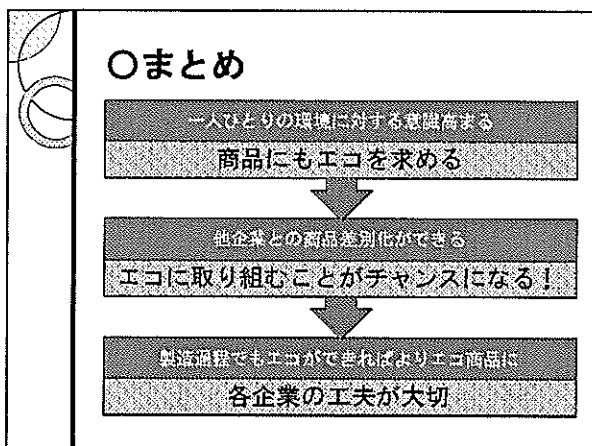 ○まとめ
一人ひとりの環境に対する意識高まる
商品にもエコを求める
他企業との商品差別化ができる
エコに取り組むことがチャンスになる！
製造過程でもエコができればよりエコ商品に
各企業の工夫が大切